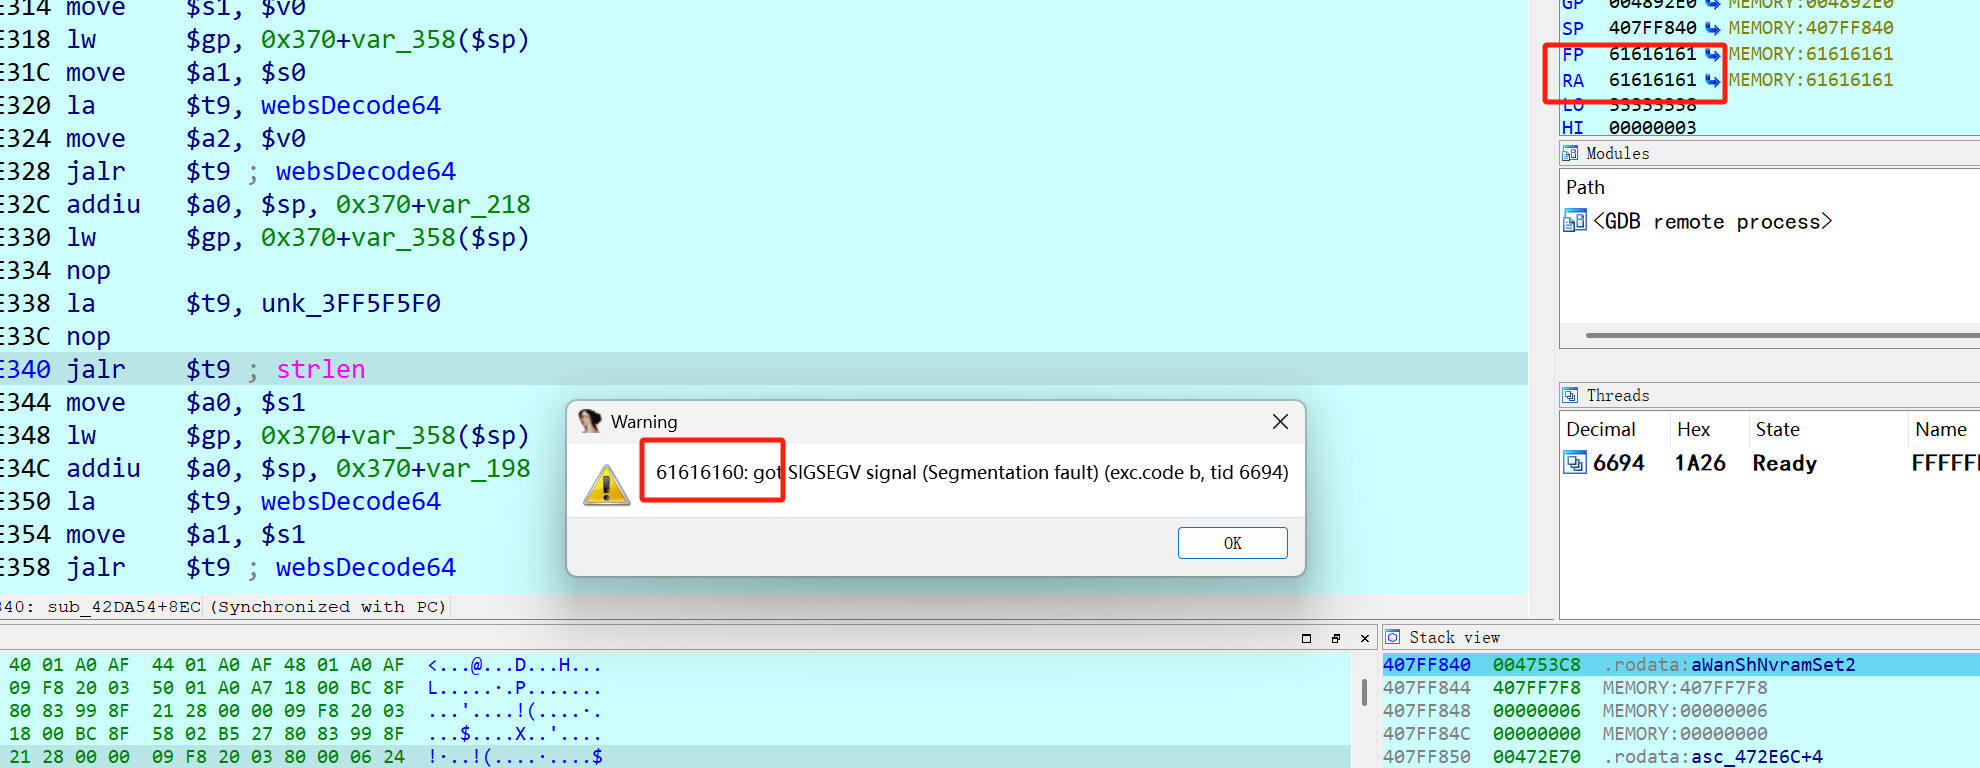 E314 move $s1, $v0
E318 lw $gp, 0x370+var_358($sp)
E31C move $a1, $s0
E320 la $t9, websDecode64
E324 move $a2, $v0
E328 jalr $t9 ; websDecode64
E32C addiu $a0, $sp, 0x370+var_218
E330 lw $gp, 0x370+var_358($sp)
E334 nop
E338 la $t9, unk_3FF5F5F0
E33C nop
E340 jalr $t9 ; strlen
E344 move $a0, $s1
E348 lw $gp, 0x370+var_358($sp)
E34C addiu $a0, $sp, 0x370+var_198
E350 la $t9, websDecode64
E354 move $a1, $s1
E358 jalr $t9 ; websDecode64
340: sub_42DA54+8EC (Synchronized with PC)
GP 004892E0 MEMORY:004892E0
SP 407FF840 MEMORY:407FF840
FP 61616161 MEMORY:61616161
RA 61616161 MEMORY:61616161
LO 33333338
HI 00000003
Modules
Path
<GDB remote process>
Threads
Decimal Hex State Name
6694 1A26 Ready FFFFFF
Warning
61616160: got SIGSEGV signal (Segmentation fault) (exc.code b, tid 6694)
OK
40 01 A0 AF 44 01 A0 AF 48 01 A0 AF <...@...D...H...
09 F8 20 03 50 01 A0 A7 18 00 BC 8F L.......P.......
80 83 99 8F 21 28 00 00 09 F8 20 03 ...'....!(......
18 00 BC 8F 58 02 B5 27 80 83 99 8F ...$....X..'....
21 28 00 00 09 F8 20 03 80 00 06 24 !...!(.........$
Stack view
407FF840 004753C8 .rodata:aWanShNvramSet2
407FF844 407FF7F8 MEMORY:407FF7F8
407FF848 00000006 MEMORY:00000006
407FF84C 00000000 MEMORY:00000000
407FF850 00472E70 .rodata:asc_472E6C+4